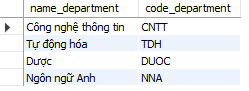 name_department code_department
Công nghệ thông tin CNTT
Tự động hóa TDH
Dược DUOC
Ngôn ngữ Anh NNA